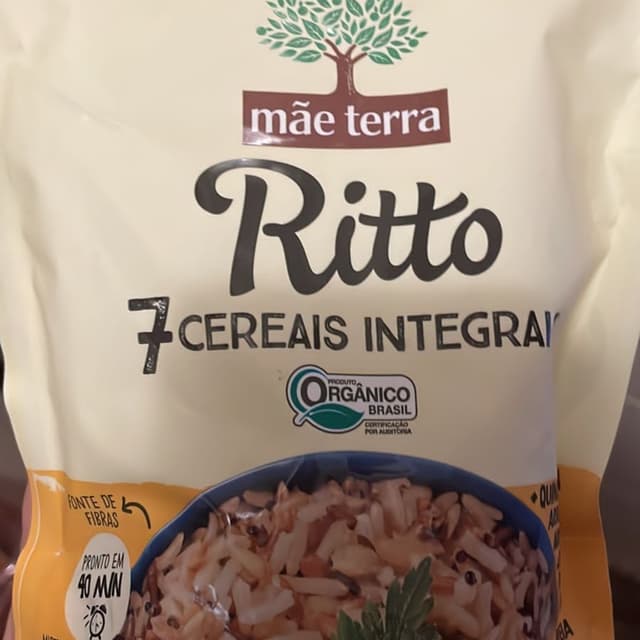 mãe terra
Ritto
7 CEREAIS INTEGRAI
PRODUTO
ORGÂNICO
BRASIL
CERTIFICAÇÃO
POR AUDITORIA
FONTE DE
FIBRAS
PRONTO EM
40 MIN